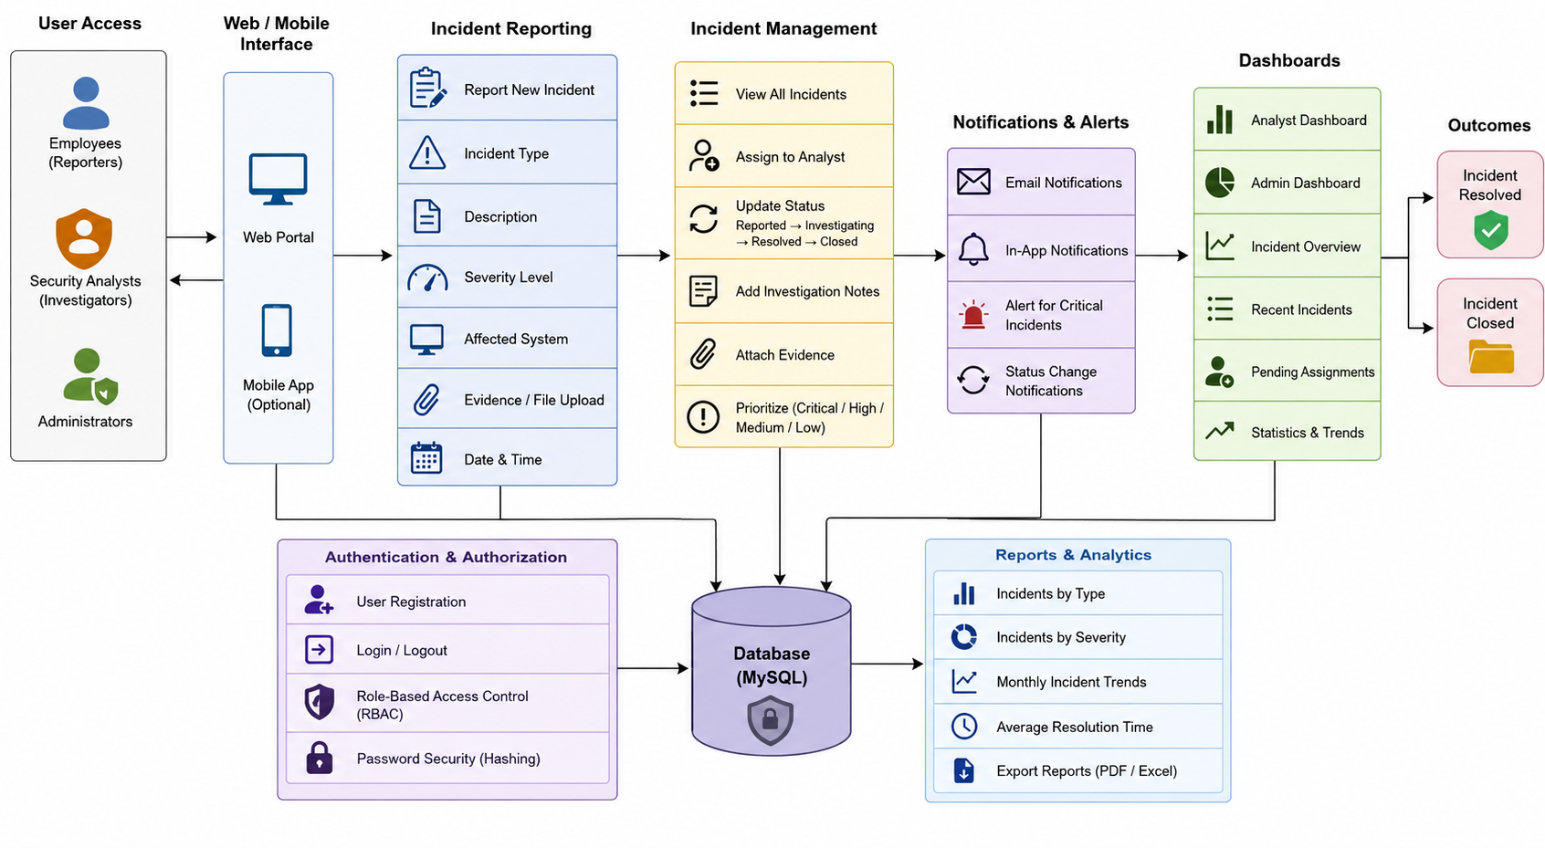 User Access
Employees
(Reporters)
Security Analysts
(Investigators)
Administrators
Web / Mobile
Interface
Web Portal
Mobile App
(Optional)
Incident Reporting
Report New Incident
Incident Type
Description
Severity Level
Affected System
Evidence / File Upload
Date & Time
Incident Management
View All Incidents
Assign to Analyst
Update Status
Reported → Investigating
→ Resolved → Closed
Add Investigation Notes
Attach Evidence
Prioritize (Critical / High /
Medium / Low)
Notifications & Alerts
Email Notifications
In-App Notifications
Alert for Critical
Incidents
Status Change
Notifications
Dashboards
Analyst Dashboard
Admin Dashboard
Incident Overview
Recent Incidents
Pending Assignments
Statistics & Trends
Outcomes
Incident
Resolved
Incident
Closed
Authentication & Authorization
User Registration
Login / Logout
Role-Based Access Control
(RBAC)
Password Security (Hashing)
Database
(MySQL)
Reports & Analytics
Incidents by Type
Incidents by Severity
Monthly Incident Trends
Average Resolution Time
Export Reports (PDF / Excel)